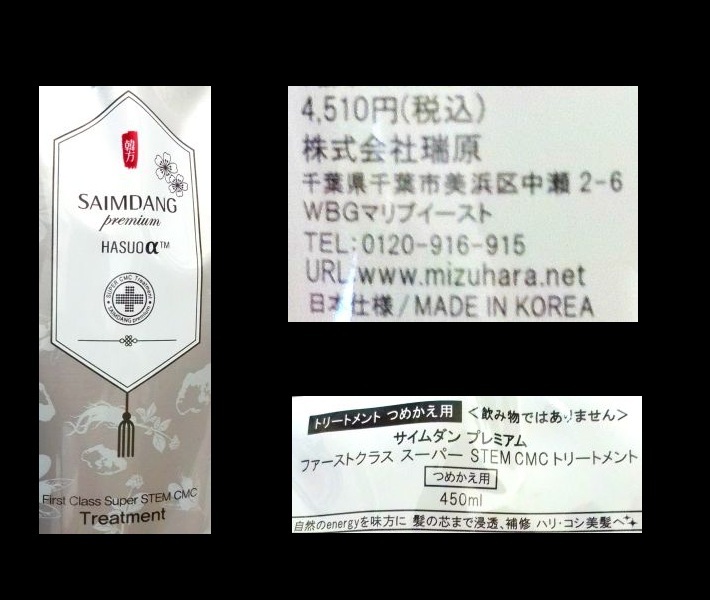 韓方
SAIMDANG
premium
HASUOα™
SUPER CMC Treatment
SAIMDANG premium
First Class Super STEM CMC
Treatment
4,510円(税込)
株式会社瑞原
千葉県千葉市美浜区中瀬 2-6
WBGマリブイースト
TEL:0120-916-915
URL:www.mizuhara.net
日本仕様/MADE IN KOREA
トリートメント つめかえ用 <飲み物ではありません>
サイムダン プレミアム
ファーストクラス スーパー STEM CMC トリートメント
つめかえ用
450ml
自然のenergyを味方に 髪の芯まで浸透、補修 ハリ・コシ美髪へ